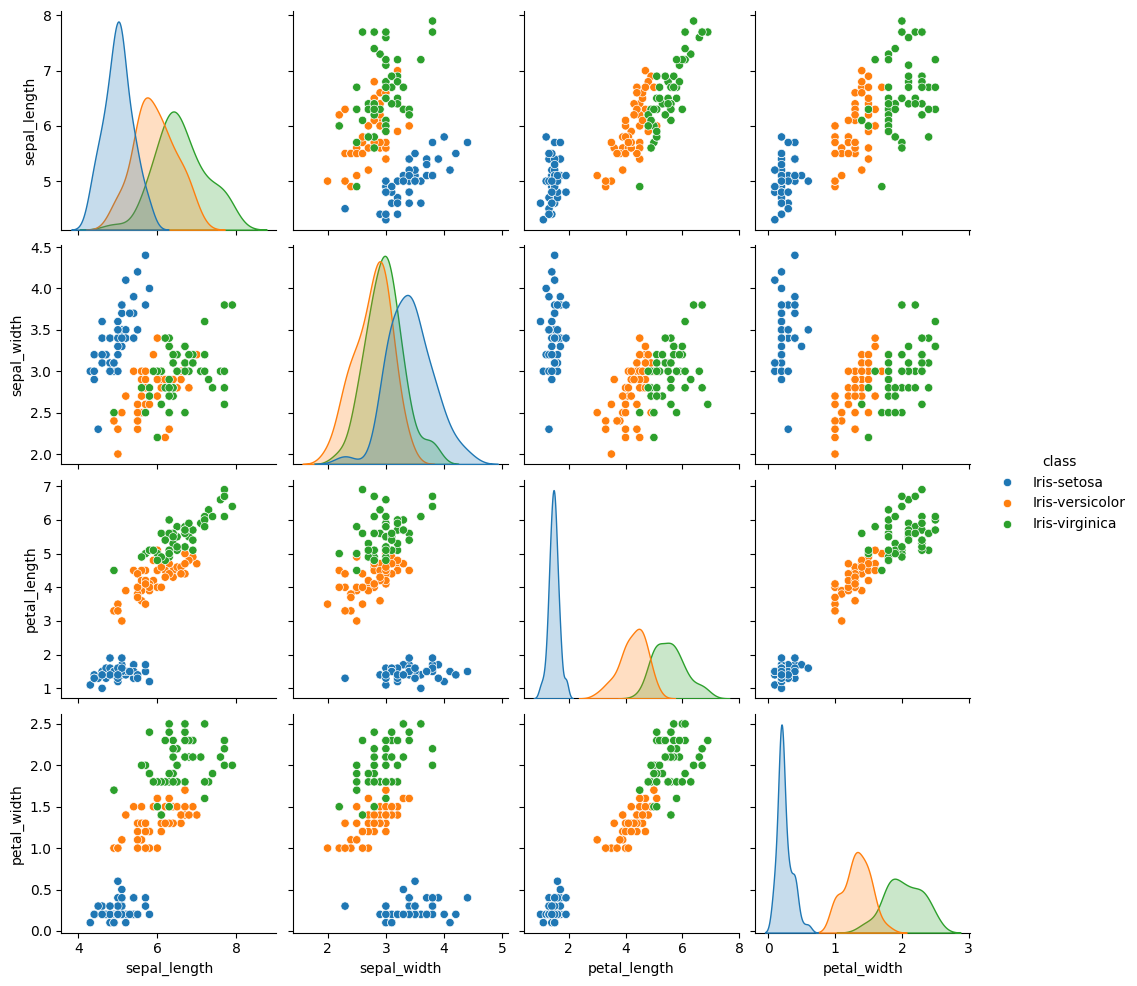 8
7
6
5
sepal_length
4.5
4.0
3.5
3.0
2.5
2.0
sepal_width
class
Iris-setosa
Iris-versicolor
Iris-virginica
7
6
5
4
3
2
1
petal_length
2.5
2.0
1.5
1.0
0.5
0.0
petal_width
4 6 8
2 3 4 5
2 4 6 8
0 1 2 3
sepal_length
sepal_width
petal_length
petal_width